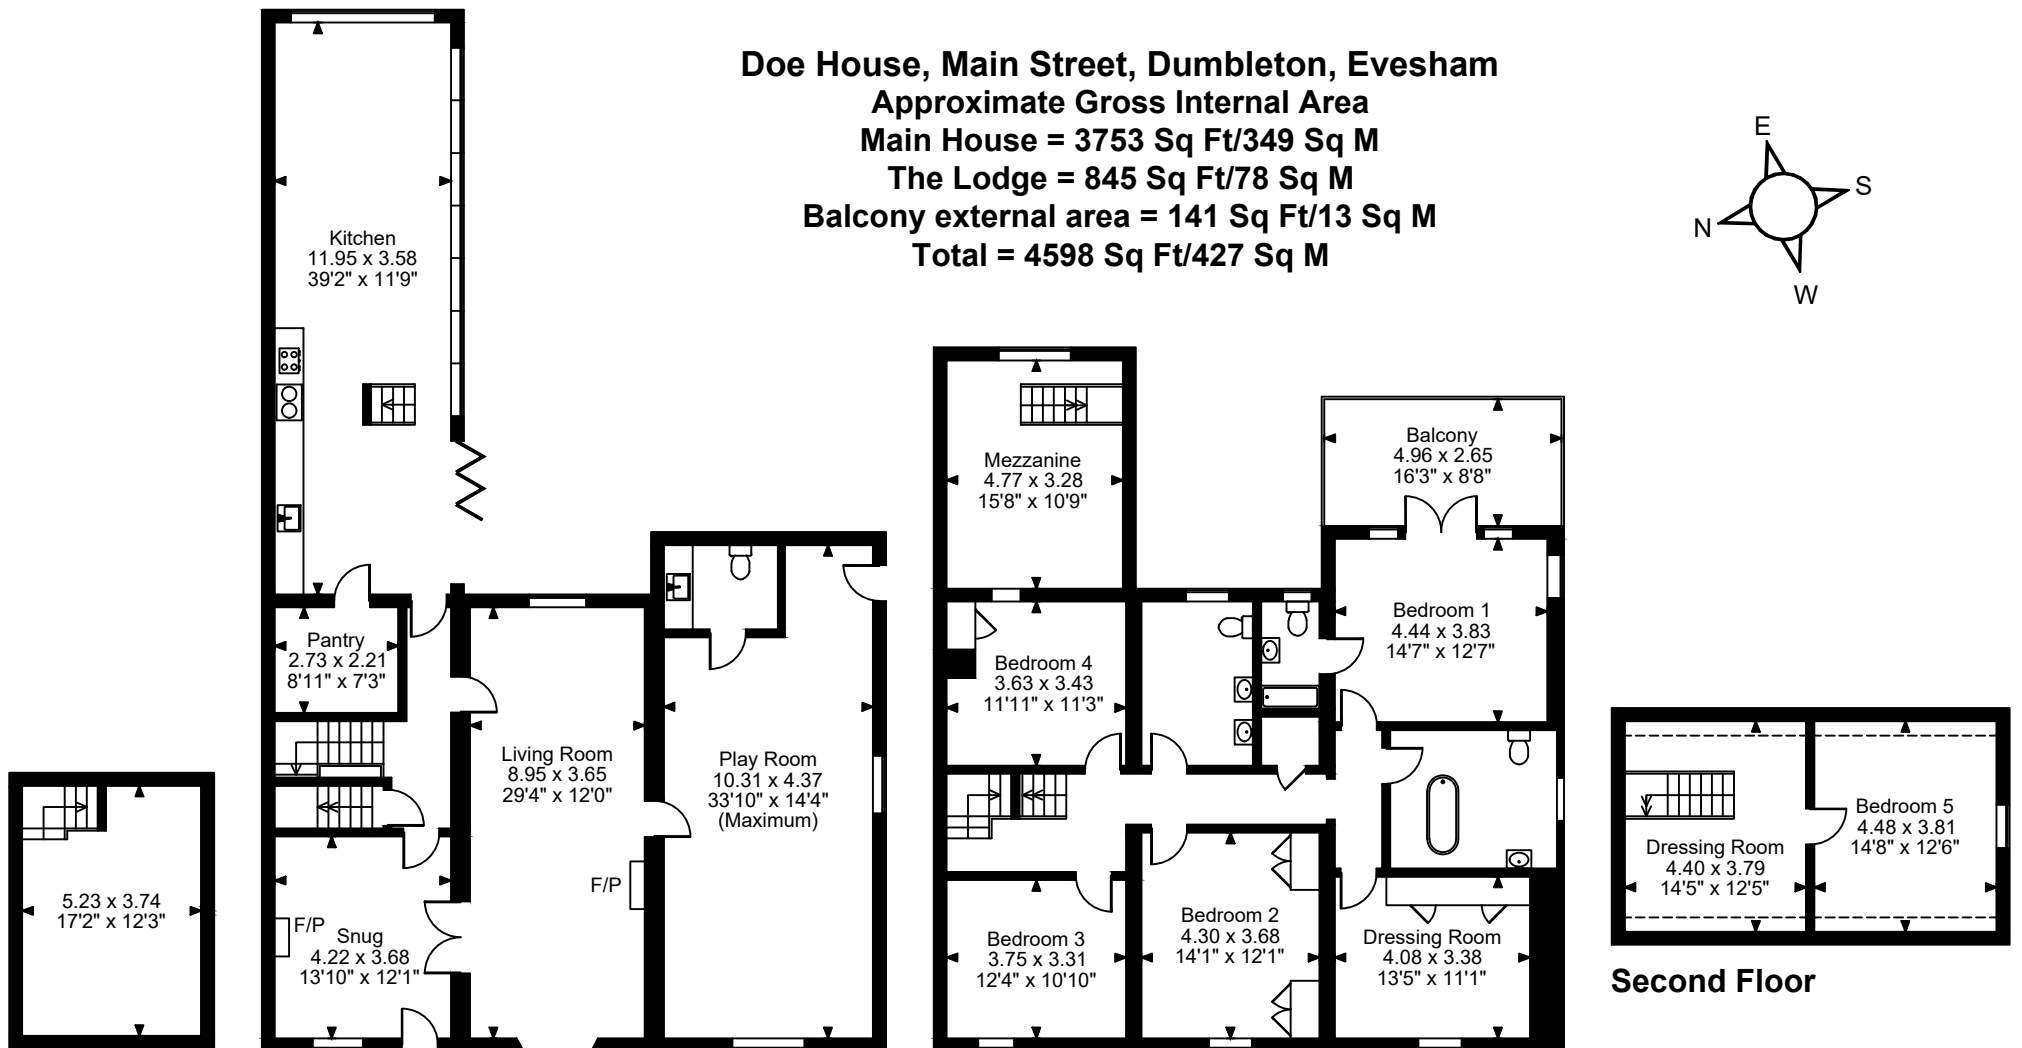 Doe House, Main Street, Dumbleton, Evesham
Approximate Gross Internal Area
Main House = 3753 Sq Ft/349 Sq M
The Lodge = 845 Sq Ft/78 Sq M
Balcony external area = 141 Sq Ft/13 Sq M
Total = 4598 Sq Ft/427 Sq M
E
S
N
W
5.23 x 3.74
17'2" x 12'3"
Kitchen
11.95 x 3.58
39'2" x 11'9"
Pantry
2.73 x 2.21
8'11" x 7'3"
Living Room
8.95 x 3.65
29'4" x 12'0"
F/P
F/P
Snug
4.22 x 3.68
13'10" x 12'1"
Play Room
10.31 x 4.37
33'10" x 14'4"
(Maximum)
Mezzanine
4.77 x 3.28
15'8" x 10'9"
Balcony
4.96 x 2.65
16'3" x 8'8"
Bedroom 1
4.44 x 3.83
14'7" x 12'7"
Bedroom 4
3.63 x 3.43
11'11" x 11'3"
Bedroom 3
3.75 x 3.31
12'4" x 10'10"
Bedroom 2
4.30 x 3.68
14'1" x 12'1"
Dressing Room
4.08 x 3.38
13'5" x 11'1"
Dressing Room
4.40 x 3.79
14'5" x 12'5"
Bedroom 5
4.48 x 3.81
14'8" x 12'6"
Second Floor